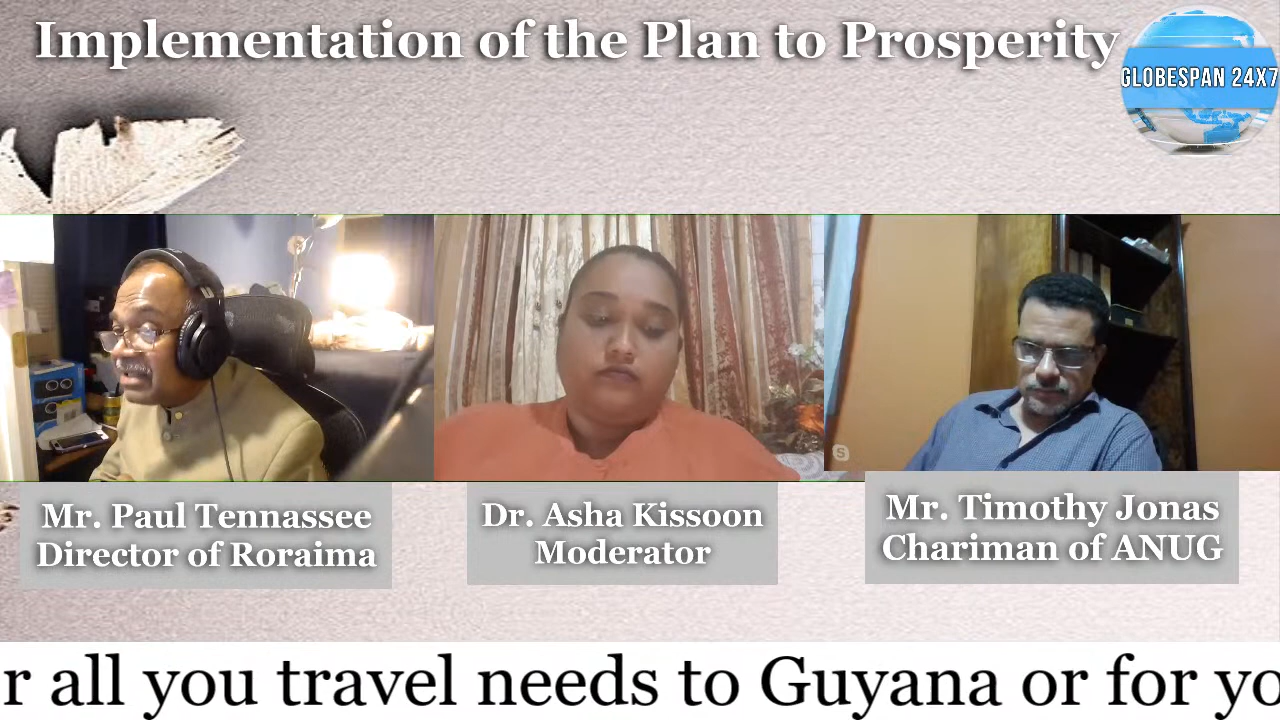 Implementation of the Plan to Prosperity
GLOBESPAN 24X7
Mr. Paul Tennassee
Director of Roraima
Dr. Asha Kissoon
Moderator
Mr. Timothy Jonas
Chariman of ANUG
r all you travel needs to Guyana or for yo